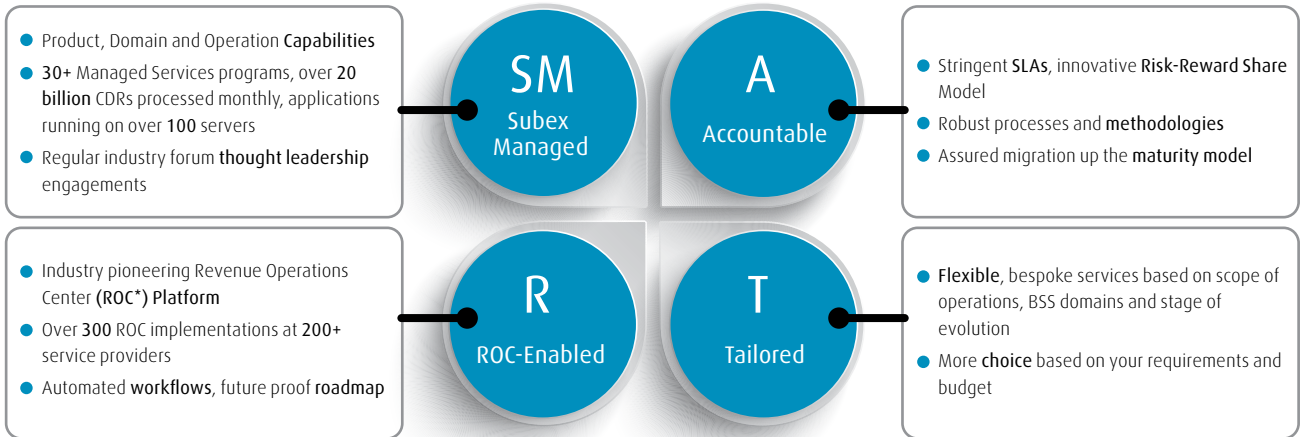 Product, Domain and Operation Capabilities
30+ Managed Services programs, over 20
billion CDRs processed monthly, applications
running on over 100 servers
Regular industry forum thought leadership
engagements
SM
Subex
Managed
A
Accountable
Stringent SLAs, innovative Risk-Reward Share
Model
Robust processes and methodologies
Assured migration up the maturity model
Industry pioneering Revenue Operations
Center (ROC*) Platform
Over 300 ROC implementations at 200+
service providers
Automated workflows, future proof roadmap
R
ROC-Enabled
T
Tailored
Flexible, bespoke services based on scope of
operations, BSS domains and stage of
evolution
More choice based on your requirements and
budget